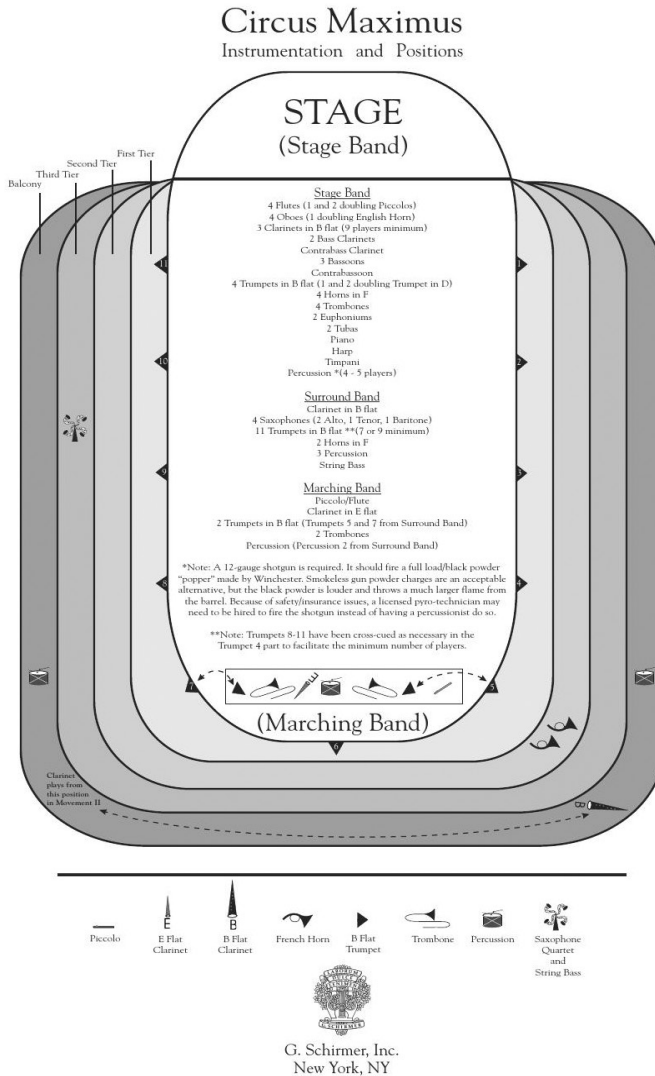 Circus Maximus
Instrumentation and Positions
STAGE
(Stage Band)
First Tier
Second Tier
Third Tier
Balcony
Stage Band
4 Flutes (1 and 2 doubling Piccolos)
4 Oboes (1 doubling English Horn)
3 Clarinets in B flat (9 players minimum)
2 Bass Clarinets
Contrabass Clarinet
3 Bassoons
Contrabassoon
4 Trumpets in B flat (1 and 2 doubling Trumpet in D)
4 Horns in F
4 Trombones
2 Euphoniums
2 Tubas
Piano
Harp
Timpani
Percussion *(4 - 5 players)
Surround Band
Clarinet in B flat
4 Saxophones (2 Alto, 1 Tenor, 1 Baritone)
11 Trumpets in B flat **(7 or 9 minimum)
2 Horns in F
3 Percussion
String Bass
Marching Band
Piccolo/Flute
Clarinet in E flat
2 Trumpets in B flat (Trumpets 5 and 7 from Surround Band)
2 Trombones
Percussion (Percussion 2 from Surround Band)
*Note: A 12-gauge shotgun is required. It should fire a full load/black powder
"popper" made by Winchester. Smokeless gun powder charges are an acceptable
alternative, but the black powder is louder and throws a much larger flame from
the barrel. Because of safety/insurance issues, a licensed pyro-technician may
need to be hired to fire the shotgun instead of having a percussionist do so.
**Note: Trumpets 8-11 have been cross-cued as necessary in the
Trumpet 4 part to facilitate the minimum number of players.
11
1
10
2
9
3
8
4
7
E
5
(Marching Band)
6
Clarinet
plays from
this position
in Movement II
B
E
B
Piccolo
E Flat
Clarinet
B Flat
Clarinet
French Horn
B Flat
Trumpet
Trombone
Percussion
Saxophone
Quartet
and
String Bass
LABORUM
DULCE
LENIMEN
G. SCHIRMER
G. Schirmer, Inc.
New York, NY